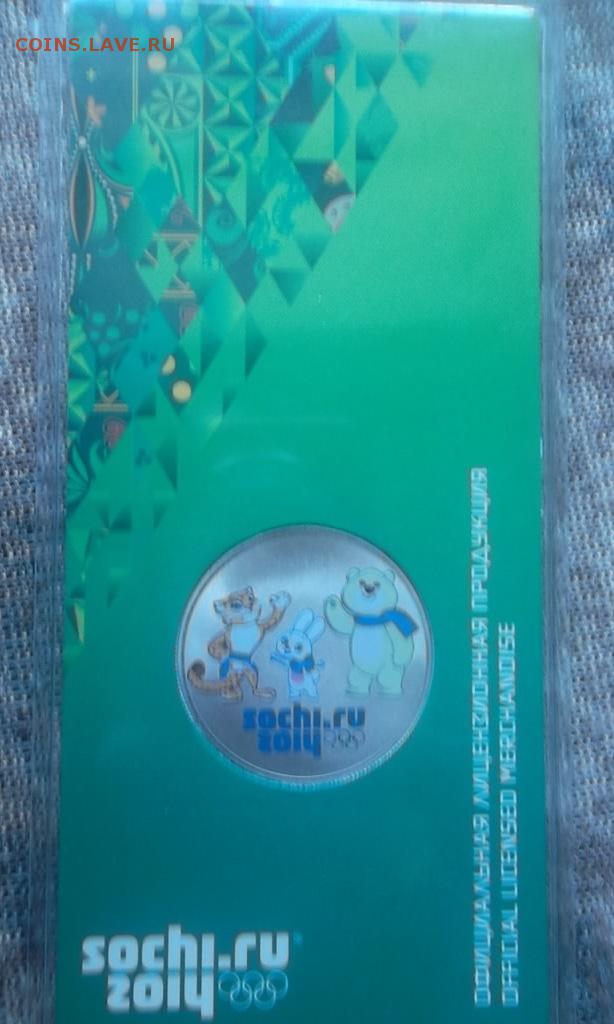 COINS.LAVE.RU
sochi.ru
2014
ОФИЦИАЛЬНАЯ ЛИЦЕНЗИОННАЯ ПРОДУКЦИЯ
OFFICIAL LICENSED MERCHANDISE
sochi.ru
2014